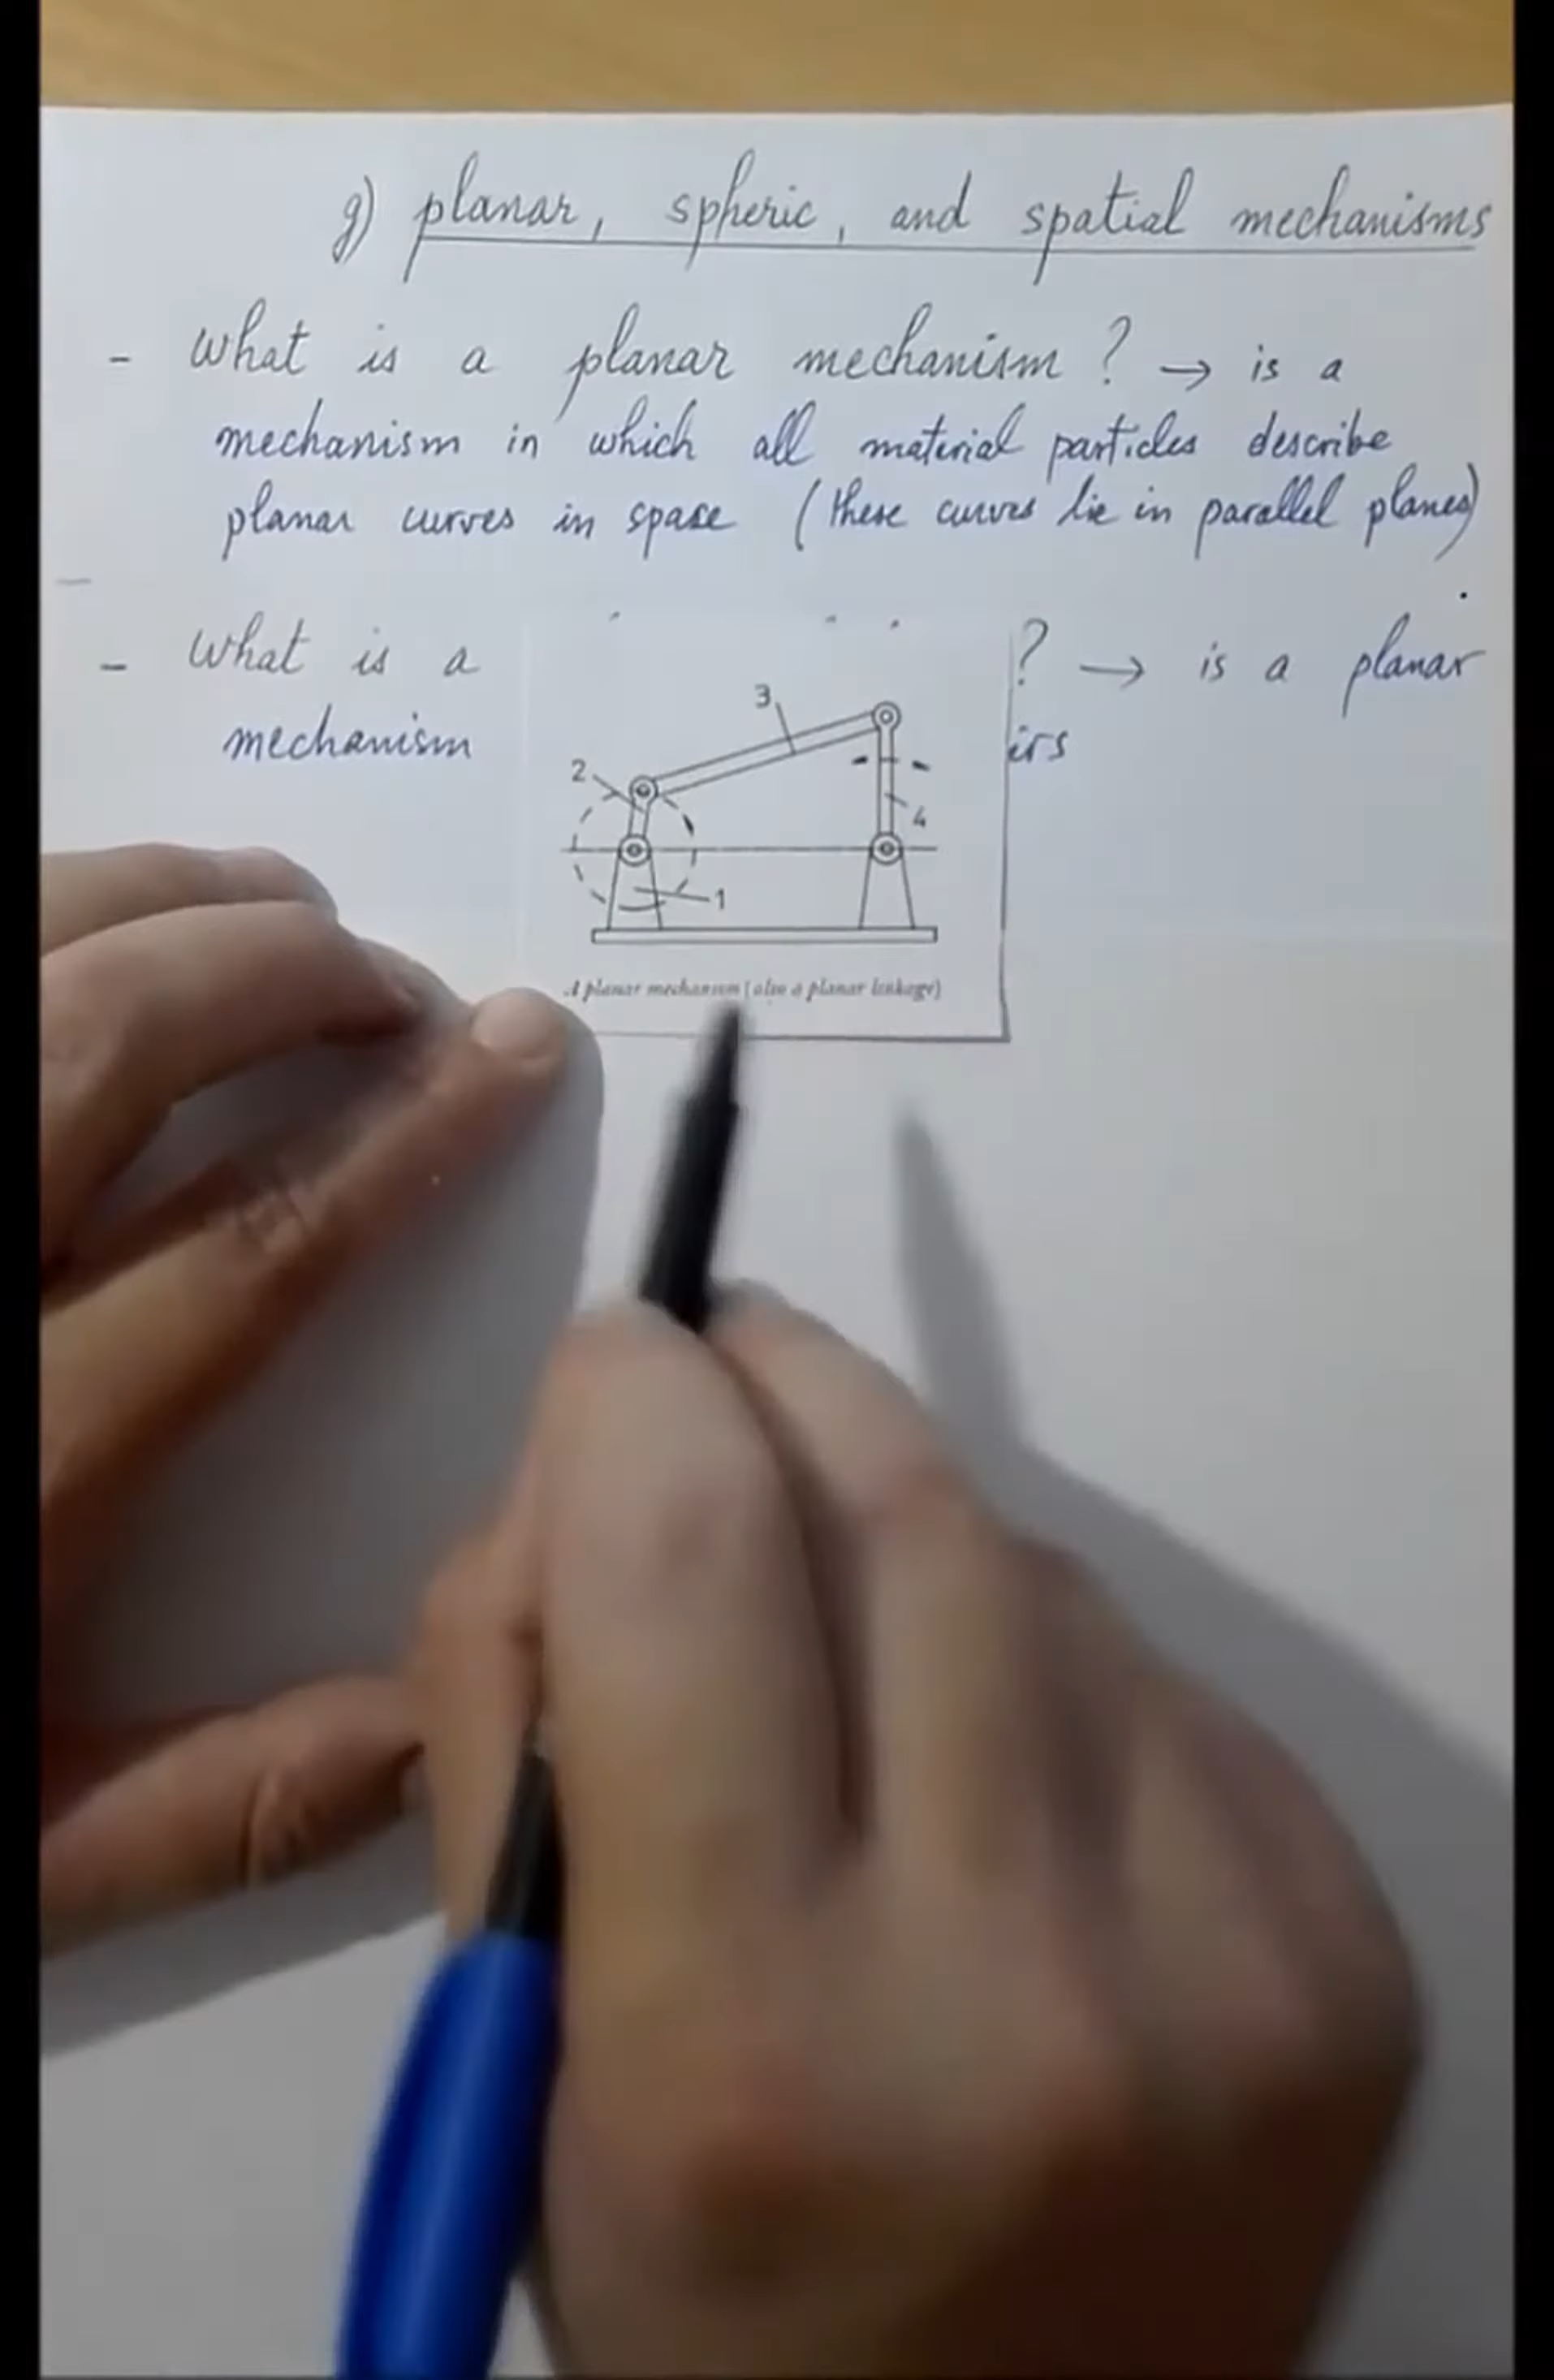 g) planar, spheric, and spatial mechanisms
- what is a planar mechanism? → is a
mechanism in which all material particles describe
planar curves in space (these curves lie in parallel planes)
.
- what is a ? → is a planar
mechanism irs
3
2
4
1
A planar mechanism (also a planar linkage)